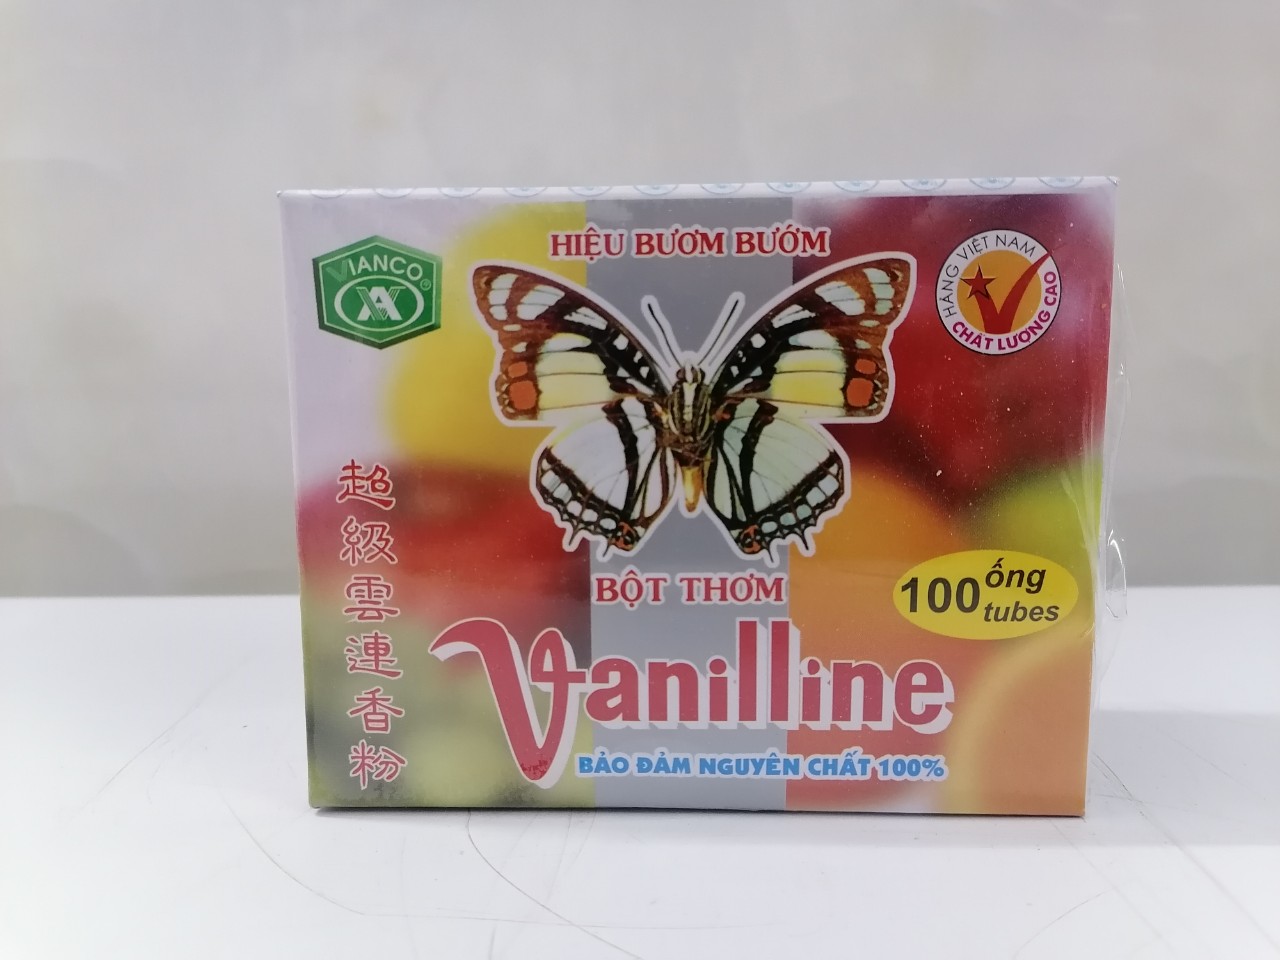 HIỆU BƯƠM BƯỚM
VIANCO
®
HÀNG VIỆT NAM
CHẤT LƯỢNG CAO
超級雲連香粉
100 ống
tubes
BỘT THƠM
Vanilline
BẢO ĐẢM NGUYÊN CHẤT 100%